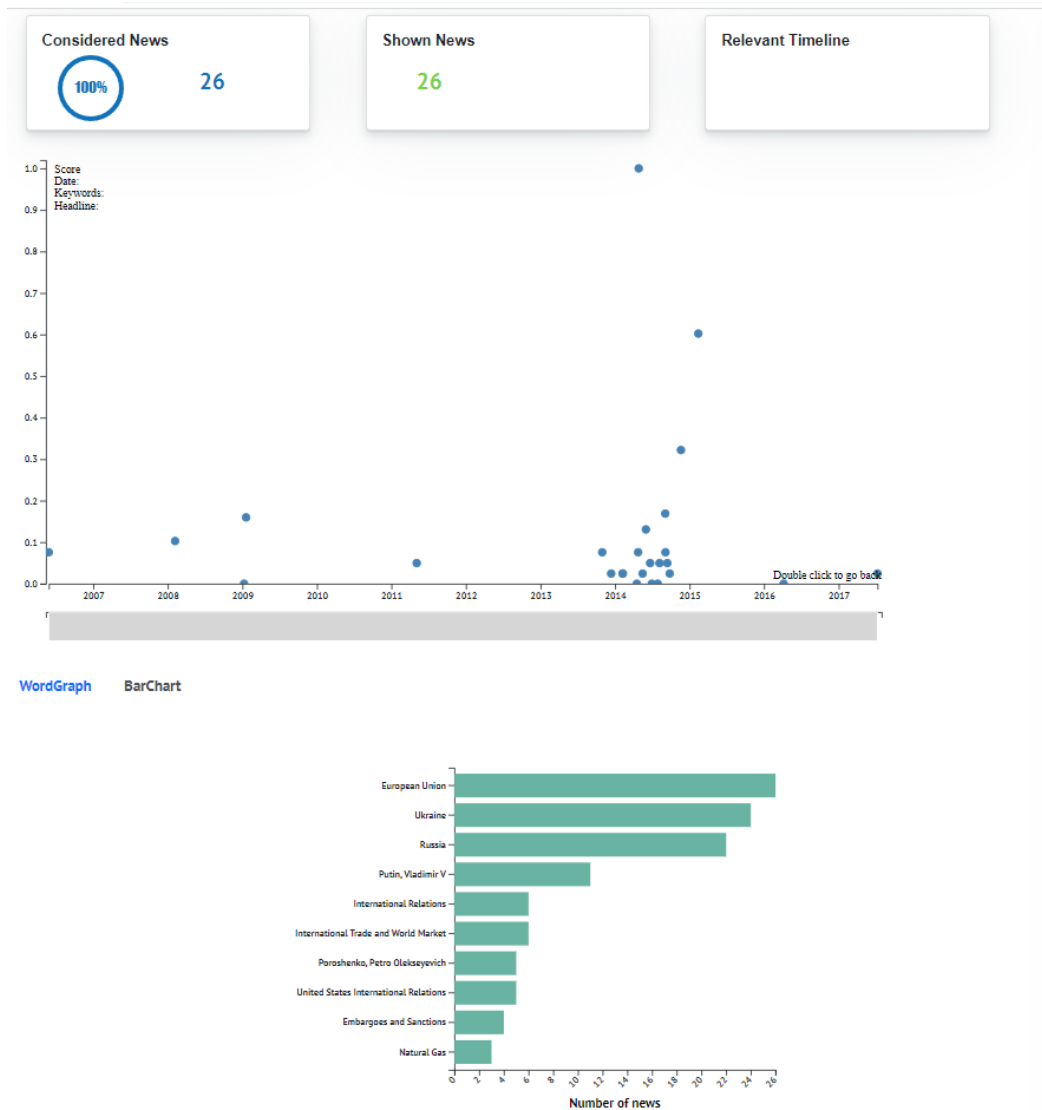 Considered News
100%
26
Shown News
26
Relevant Timeline
1.0
0.9
0.8
0.7
0.6
0.5
0.4
0.3
0.2
0.1
0.0
Score
Date:
Keywords:
Headline:
Double click to go back
2007 2008 2009 2010 2011 2012 2013 2014 2015 2016 2017
WordGraph BarChart
European Union
Ukraine
Russia
Putin, Vladimir V
International Relations
International Trade and World Market
Poroshenko, Petro Olekseyevich
United States International Relations
Embargoes and Sanctions
Natural Gas
0 2 4 6 8 10 12 14 16 18 20 22 24 26
Number of news